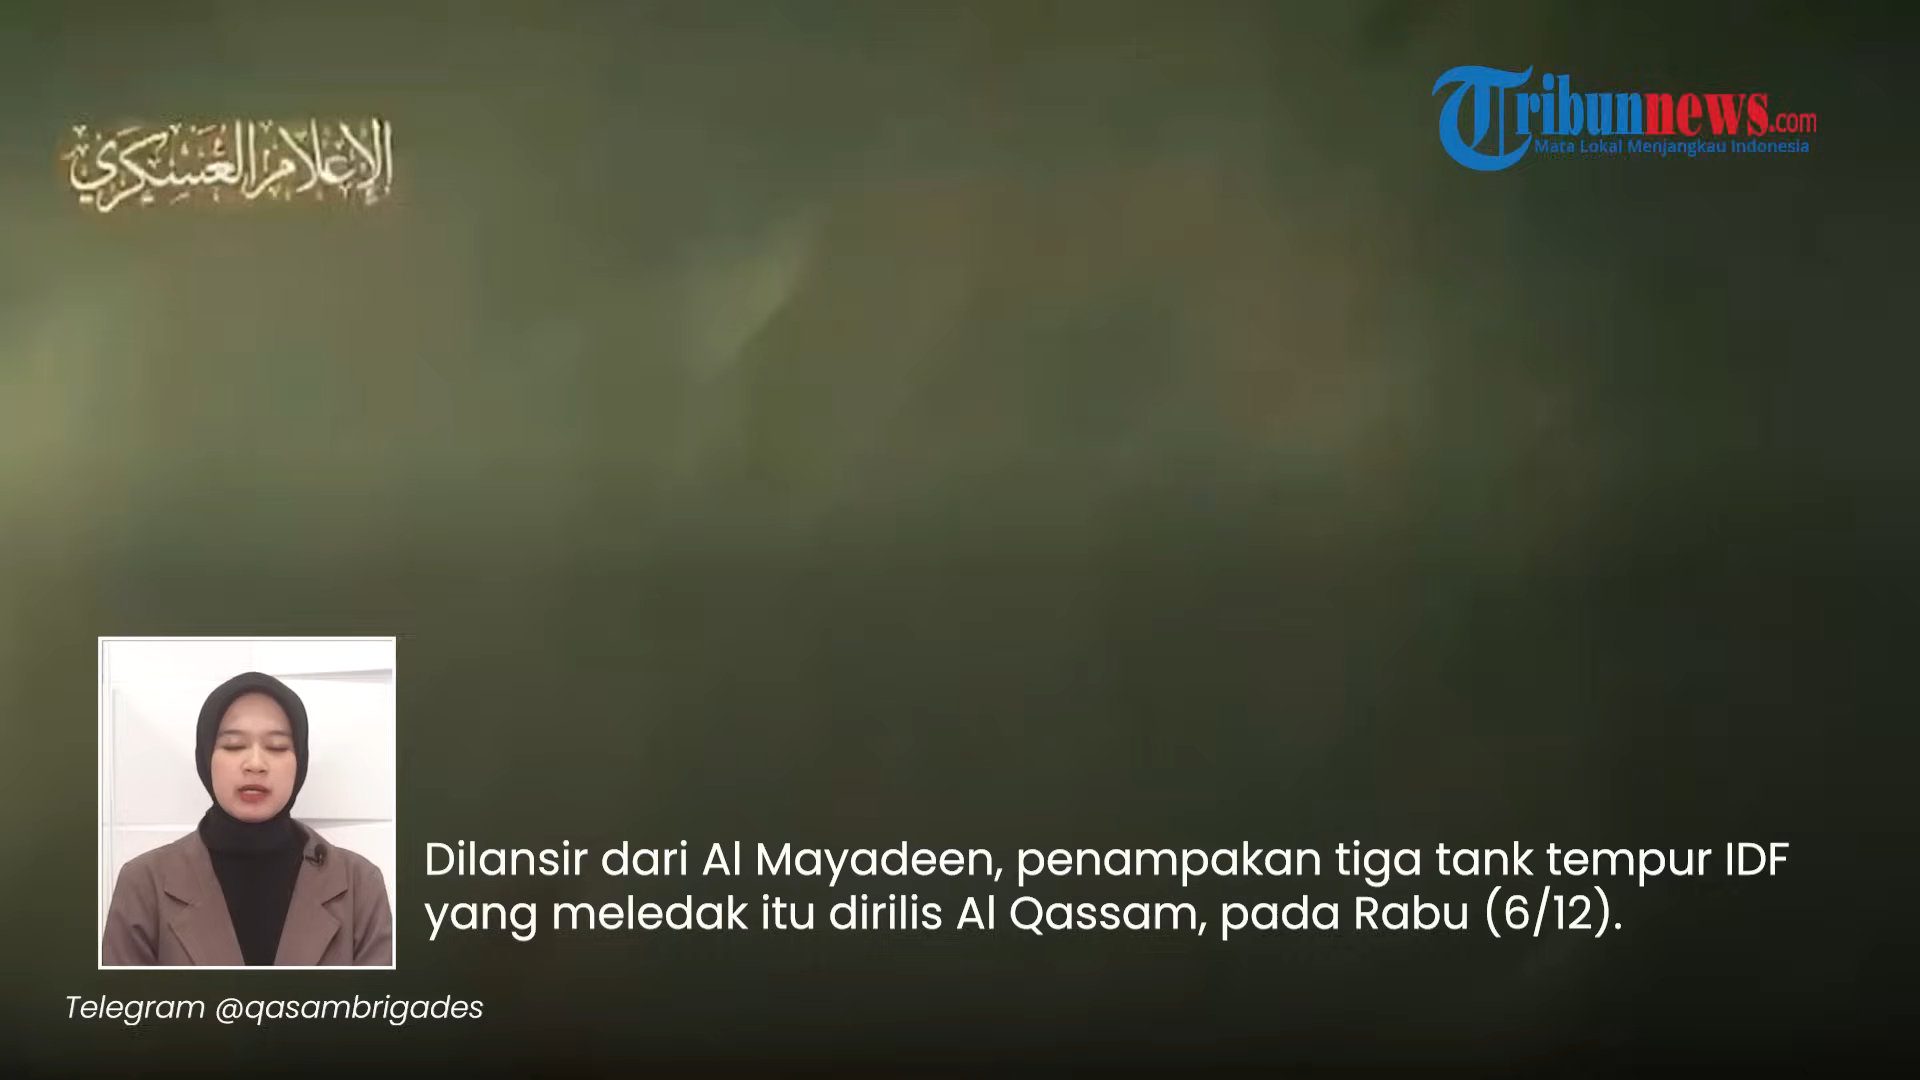 الإعلام العسكري
Tribunnews.com
Mata Lokal Menjangkau Indonesia
Dilansir dari Al Mayadeen, penampakan tiga tank tempur IDF
yang meledak itu dirilis Al Qassam, pada Rabu (6/12).
Telegram @qasambrigades